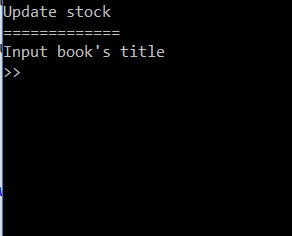 Update stock
=============
Input book's title
>>